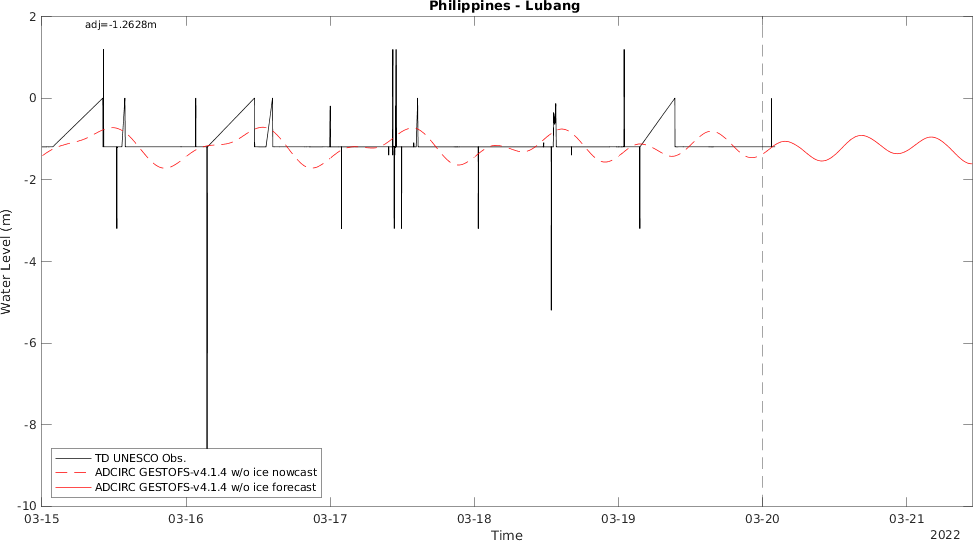 Philippines - Lubang
adj=-1.2628m
2
0
-2
-4
-6
-8
-10
Water Level (m)
TD UNESCO Obs.
ADCIRC GESTOFS-v4.1.4 w/o ice nowcast
ADCIRC GESTOFS-v4.1.4 w/o ice forecast
03-15 03-16 03-17 03-18 03-19 03-20 03-21
Time
2022